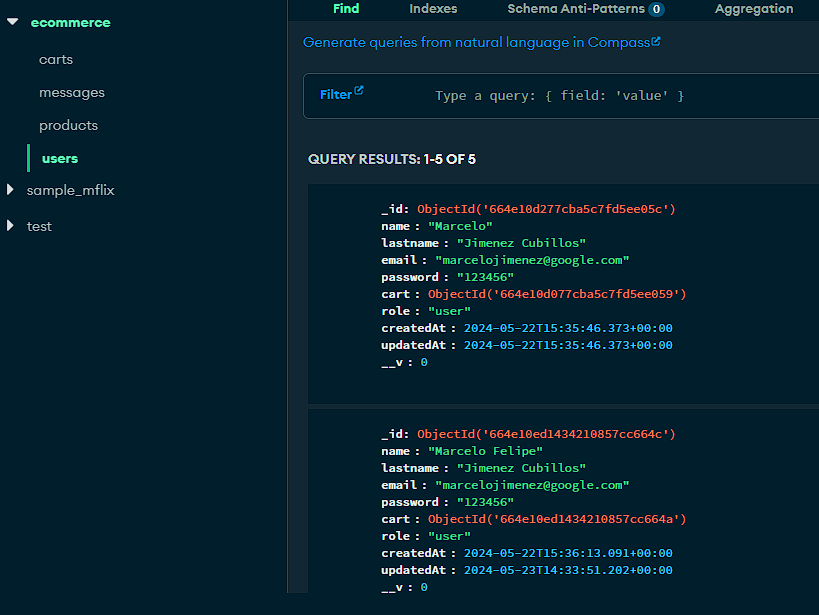 ecommerce
carts
messages
products
users
sample_mflix
test
Find Indexes Schema Anti-Patterns 0 Aggregation
Generate queries from natural language in Compass
Filter Type a query: { field: 'value' }
QUERY RESULTS: 1-5 OF 5
_id: ObjectId('664e10d277cba5c7fd5ee05c')
name : "Marcelo"
lastname : "Jimenez Cubillos"
email : "marcelojimenez@google.com"
password : "123456"
cart : ObjectId('664e10d077cba5c7fd5ee059')
role : "user"
createdAt : 2024-05-22T15:35:46.373+00:00
updatedAt : 2024-05-22T15:35:46.373+00:00
__v : 0
_id: ObjectId('664e10ed1434210857cc664c')
name : "Marcelo Felipe"
lastname : "Jimenez Cubillos"
email : "marcelojimenez@google.com"
password : "123456"
cart : ObjectId('664e10ed1434210857cc664a')
role : "user"
createdAt : 2024-05-22T15:36:13.091+00:00
updatedAt : 2024-05-23T14:33:51.202+00:00
__v : 0